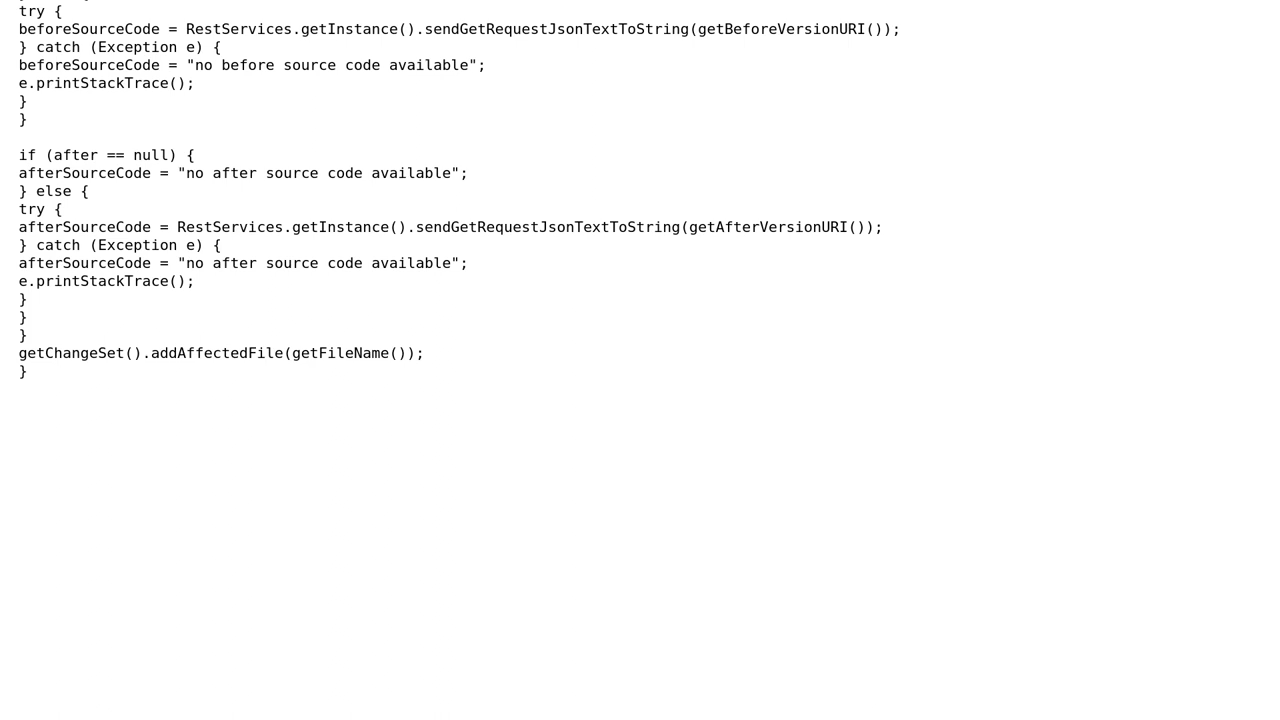 try {
beforeSourceCode = RestServices.getInstance().sendGetRequestJsonTextToString(getBeforeVersionURI());
} catch (Exception e) {
beforeSourceCode = "no before source code available";
e.printStackTrace();
}
}

if (after == null) {
afterSourceCode = "no after source code available";
} else {
try {
afterSourceCode = RestServices.getInstance().sendGetRequestJsonTextToString(getAfterVersionURI());
} catch (Exception e) {
afterSourceCode = "no after source code available";
e.printStackTrace();
}
}
}
getChangeSet().addAffectedFile(getFileName());
}